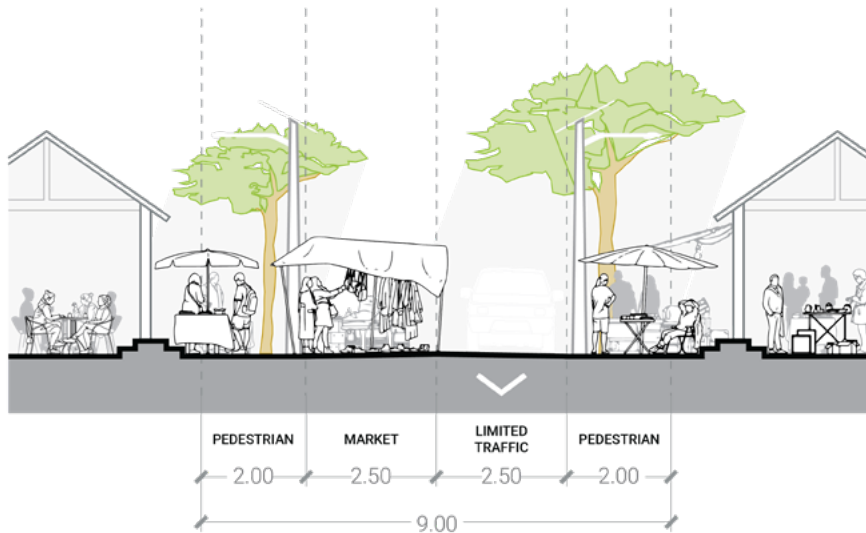 PEDESTRIAN
MARKET
LIMITED
TRAFFIC
PEDESTRIAN
2.00
2.50
2.50
2.00
9.00